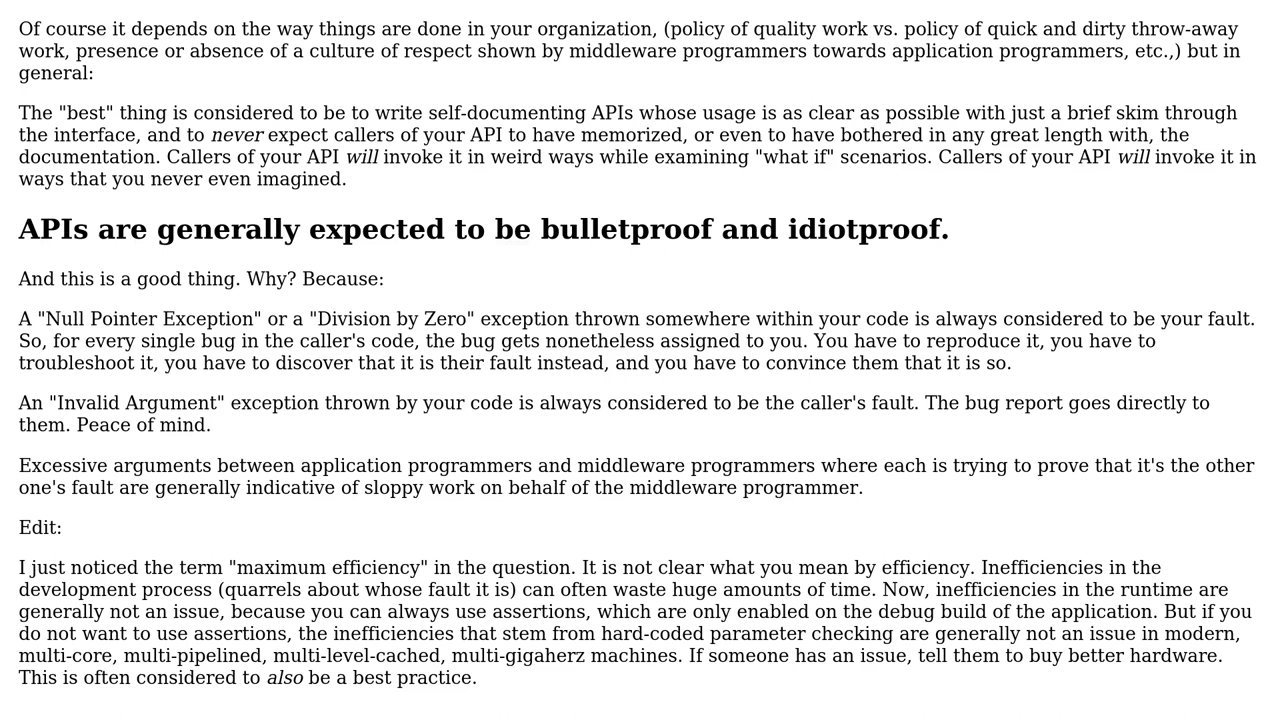 Of course it depends on the way things are done in your organization, (policy of quality work vs. policy of quick and dirty throw-away
work, presence or absence of a culture of respect shown by middleware programmers towards application programmers, etc.,) but in
general:
The "best" thing is considered to be to write self-documenting APIs whose usage is as clear as possible with just a brief skim through
the interface, and to never expect callers of your API to have memorized, or even to have bothered in any great length with, the
documentation. Callers of your API will invoke it in weird ways while examining "what if" scenarios. Callers of your API will invoke it in
ways that you never even imagined.
APIs are generally expected to be bulletproof and idiotproof.
And this is a good thing. Why? Because:
A "Null Pointer Exception" or a "Division by Zero" exception thrown somewhere within your code is always considered to be your fault.
So, for every single bug in the caller's code, the bug gets nonetheless assigned to you. You have to reproduce it, you have to
troubleshoot it, you have to discover that it is their fault instead, and you have to convince them that it is so.
An "Invalid Argument" exception thrown by your code is always considered to be the caller's fault. The bug report goes directly to
them. Peace of mind.
Excessive arguments between application programmers and middleware programmers where each is trying to prove that it's the other
one's fault are generally indicative of sloppy work on behalf of the middleware programmer.
Edit:
I just noticed the term "maximum efficiency" in the question. It is not clear what you mean by efficiency. Inefficiencies in the
development process (quarrels about whose fault it is) can often waste huge amounts of time. Now, inefficiencies in the runtime are
generally not an issue, because you can always use assertions, which are only enabled on the debug build of the application. But if you
do not want to use assertions, the inefficiencies that stem from hard-coded parameter checking are generally not an issue in modern,
multi-core, multi-pipelined, multi-level-cached, multi-gigaherz machines. If someone has an issue, tell them to buy better hardware.
This is often considered to also be a best practice.